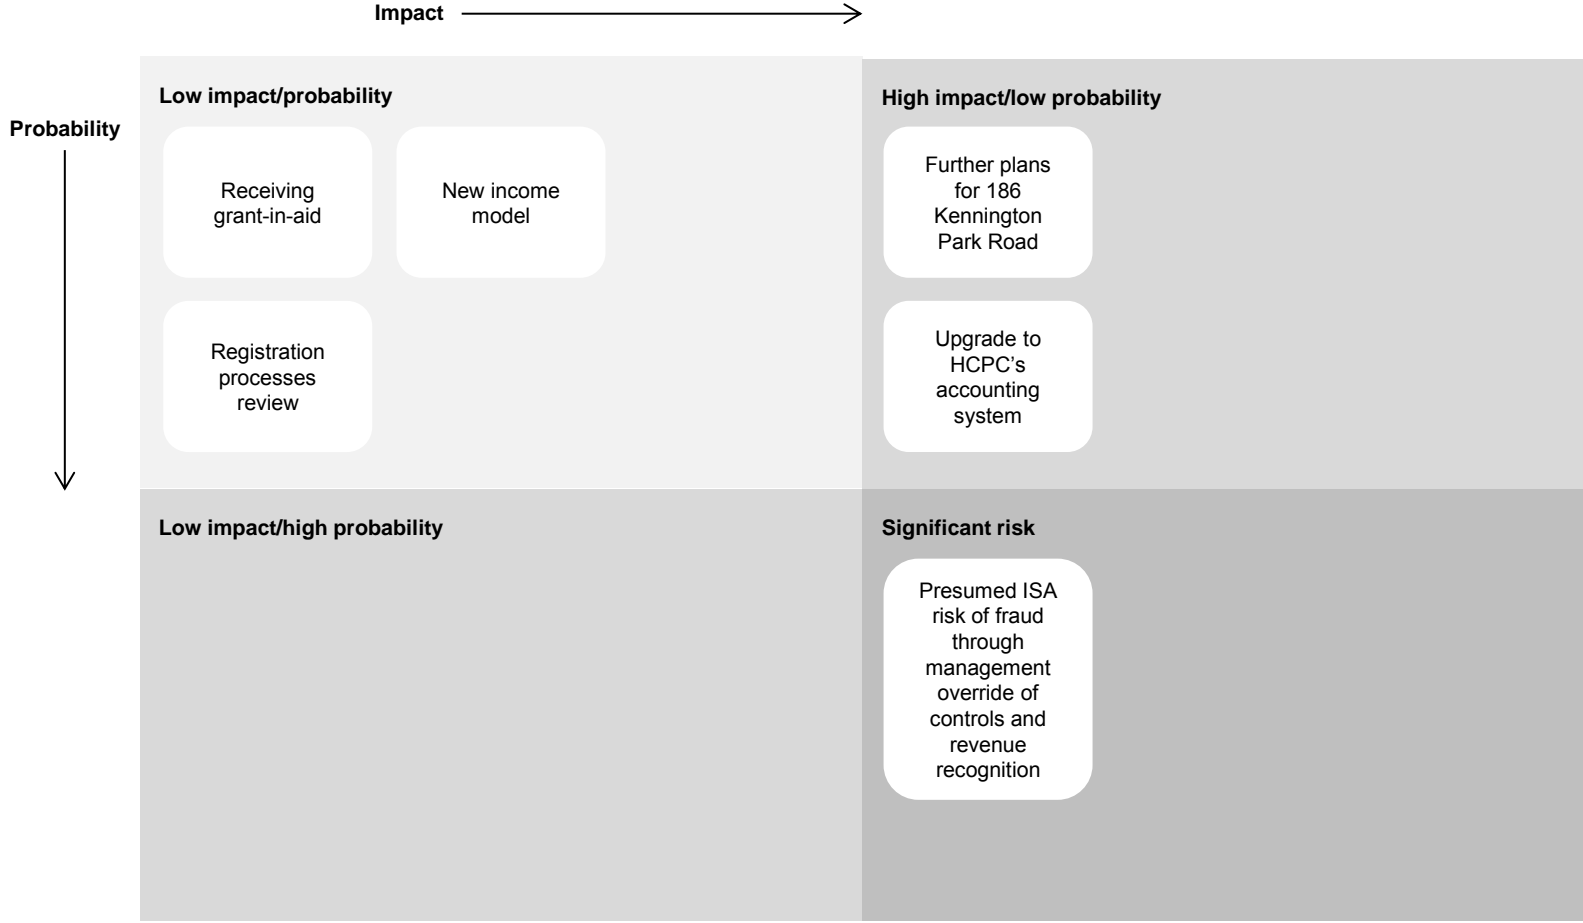 Impact
Probability
Low impact/probability
Receiving
grant-in-aid
New income
model
Registration
processes
review
High impact/low probability
Further plans
for 186
Kennington
Park Road
Upgrade to
HCPC’s
accounting
system
Low impact/high probability
Significant risk
Presumed ISA
risk of fraud
through
management
override of
controls and
revenue
recognition